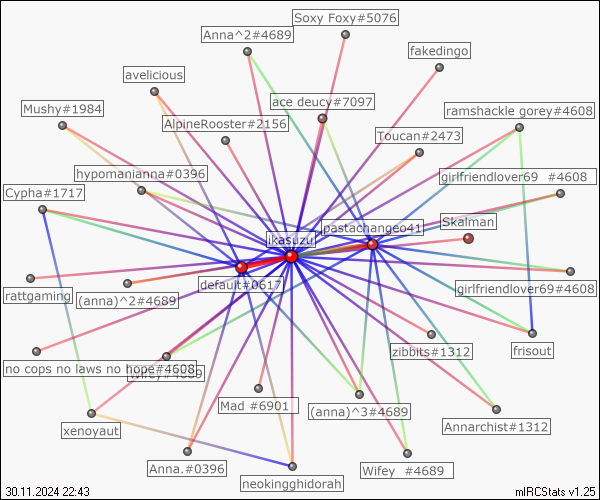 Soxy Foxy#5076
Anna^2#4689
fakedingo
avelicious
ace deucy#7097
Mushy#1984
ramshackle gorey#4608
AlpineRooster#2156
Toucan#2473
hypomanianna#0396
girlfriendlover69 #4608
Cypha#1717
Skalman
pastachangeo41
ikasuzu
default#0617
rattgaming
(anna)^2#4689
girlfriendlover69#4608
zibbits#1312
frisout
no cops no laws no hope#4608
Mad #6901
(anna)^3#4689
Annarchist#1312
xenoyaut
Anna.#0396
Wifey #4689
neokingghidorah
30.11.2024 22:43
mIRCStats v1.25